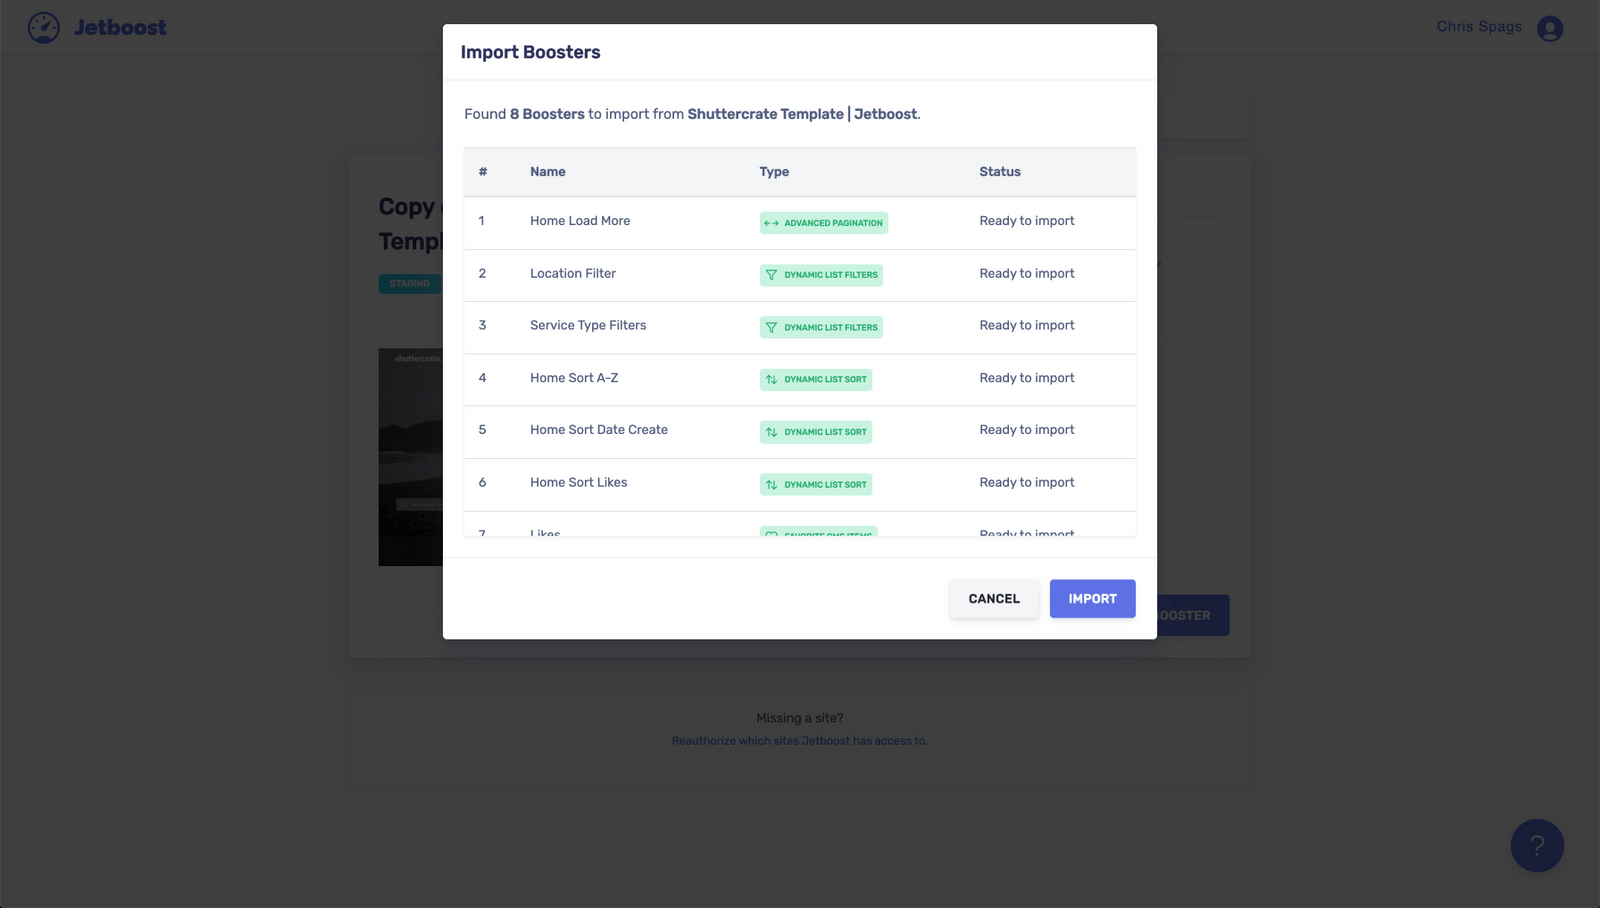 Jetboost
Chris Spags
Import Boosters
Found 8 Boosters to import from Shuttercrate Template | Jetboost.
# Name Type Status
1 Home Load More ADVANCED PAGINATION Ready to import
2 Location Filter DYNAMIC LIST FILTERS Ready to import
3 Service Type Filters DYNAMIC LIST FILTERS Ready to import
4 Home Sort A-Z DYNAMIC LIST SORT Ready to import
5 Home Sort Date Create DYNAMIC LIST SORT Ready to import
6 Home Sort Likes DYNAMIC LIST SORT Ready to import
7 Likes FAVORITE CMS ITEMS Ready to import
CANCEL IMPORT
Copy
Templ
STAGING
shuttercrate.
OOSTER
Missing a site?
Reauthorize which sites Jetboost has access to.
?